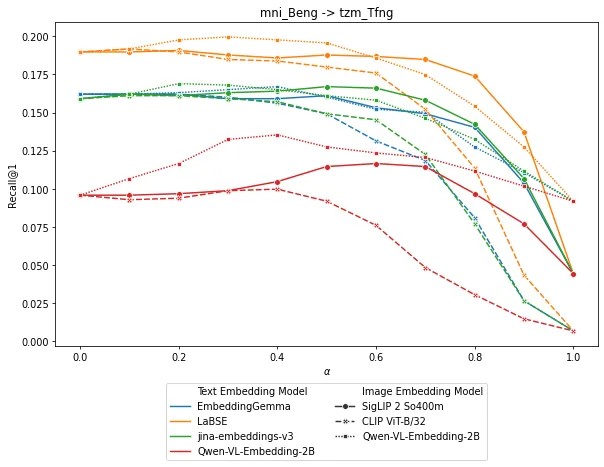 mni_Beng -> tzm_Tfng
Recall@1
0.200
0.175
0.150
0.125
0.100
0.075
0.050
0.025
0.000
0.0 0.2 0.4 0.6 0.8 1.0
α
Text Embedding Model
EmbeddingGemma
LaBSE
jina-embeddings-v3
Qwen-VL-Embedding-2B
Image Embedding Model
SigLIP 2 So400m
CLIP ViT-B/32
Qwen-VL-Embedding-2B